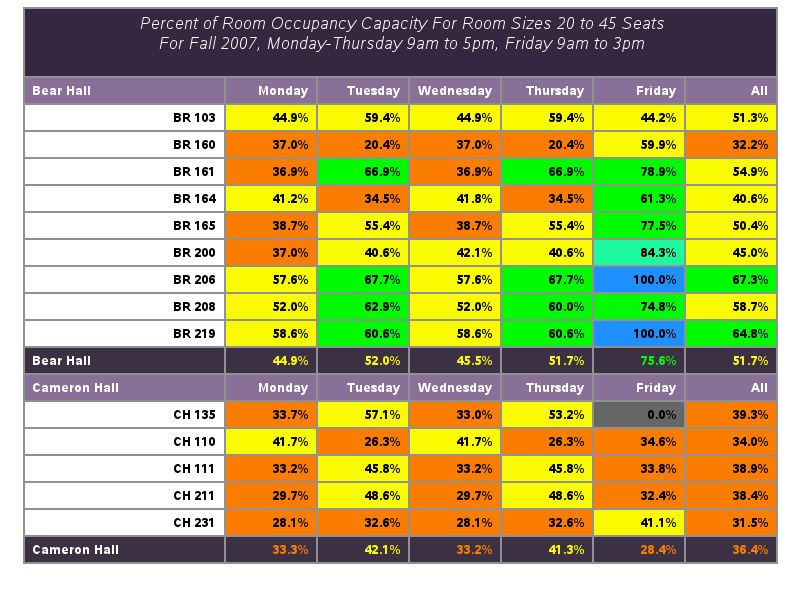 Percent of Room Occupancy Capacity For Room Sizes 20 to 45 Seats
For Fall 2007, Monday-Thursday 9am to 5pm, Friday 9am to 3pm
Bear Hall Monday Tuesday Wednesday Thursday Friday All
BR 103 44.9% 59.4% 44.9% 59.4% 44.2% 51.3%
BR 160 37.0% 20.4% 37.0% 20.4% 59.9% 32.2%
BR 161 36.9% 66.9% 36.9% 66.9% 78.9% 54.9%
BR 164 41.2% 34.5% 41.8% 34.5% 61.3% 40.6%
BR 165 38.7% 55.4% 38.7% 55.4% 77.5% 50.4%
BR 200 37.0% 40.6% 42.1% 40.6% 84.3% 45.0%
BR 206 57.6% 67.7% 57.6% 67.7% 100.0% 67.3%
BR 208 52.0% 62.9% 52.0% 60.0% 74.8% 58.7%
BR 219 58.6% 60.6% 58.6% 60.6% 100.0% 64.8%
Bear Hall 44.9% 52.0% 45.5% 51.7% 75.6% 51.7%
Cameron Hall Monday Tuesday Wednesday Thursday Friday All
CH 135 33.7% 57.1% 33.0% 53.2% 0.0% 39.3%
CH 110 41.7% 26.3% 41.7% 26.3% 34.6% 34.0%
CH 111 33.2% 45.8% 33.2% 45.8% 33.8% 38.9%
CH 211 29.7% 48.6% 29.7% 48.6% 32.4% 38.4%
CH 231 28.1% 32.6% 28.1% 32.6% 41.1% 31.5%
Cameron Hall 33.3% 42.1% 33.2% 41.3% 28.4% 36.4%